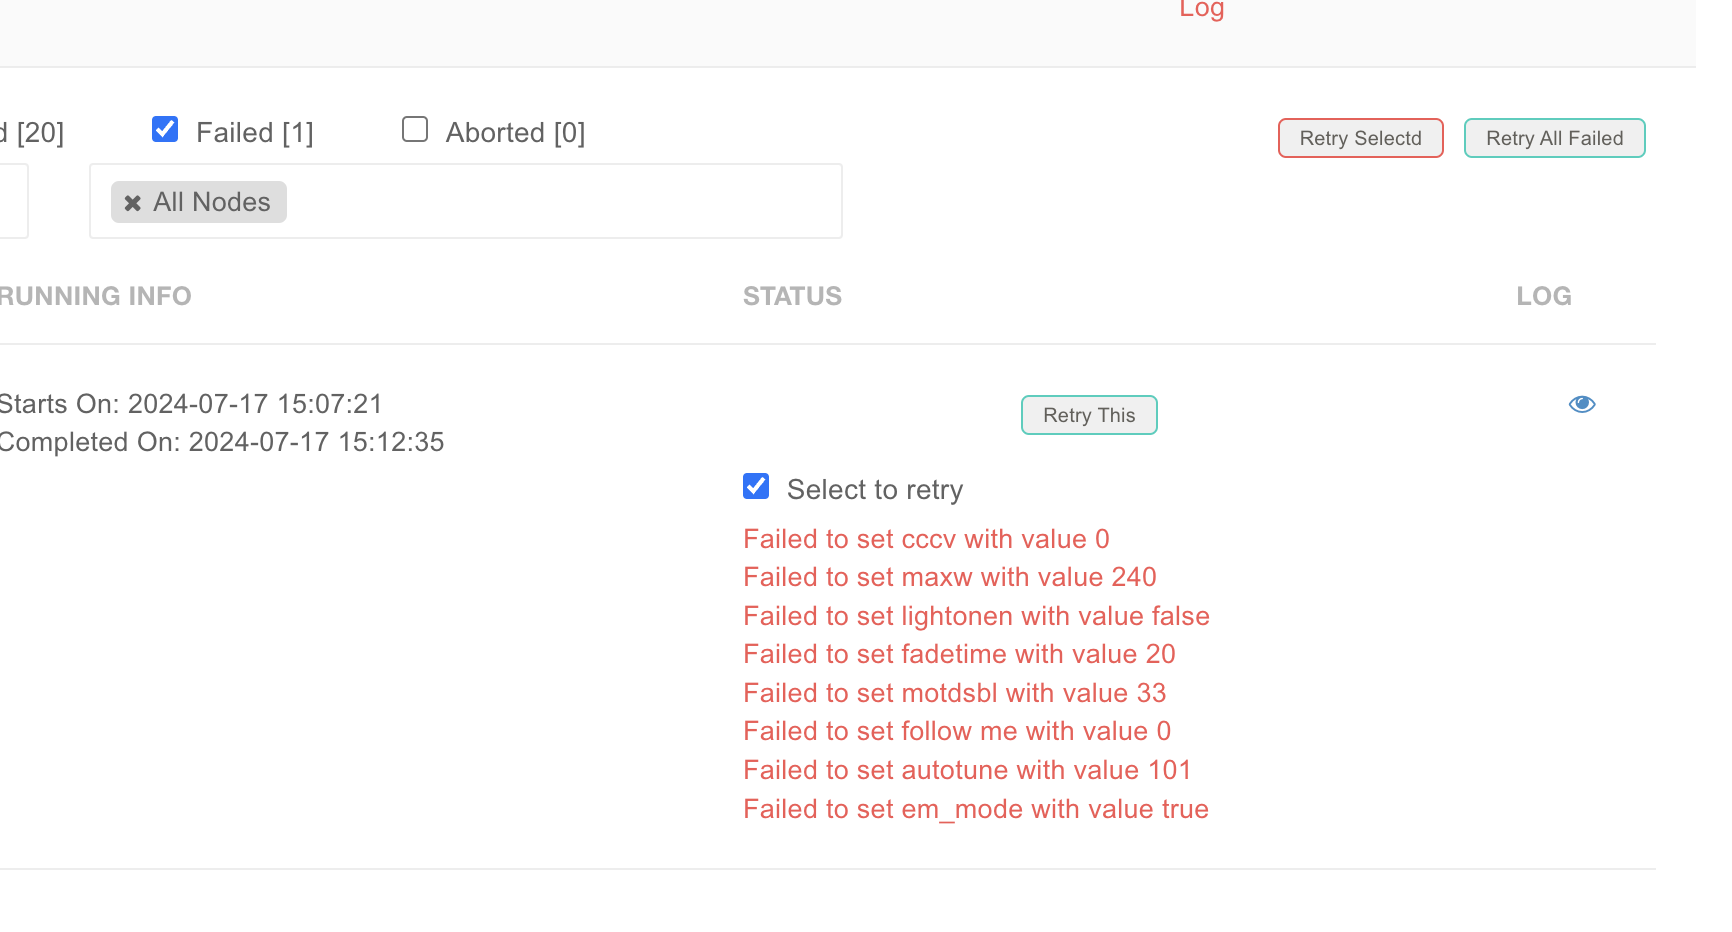 Log
d [20]
Failed [1]
Aborted [0]
Retry Selectd
Retry All Failed
All Nodes
RUNNING INFO
STATUS
LOG
Starts On: 2024-07-17 15:07:21
Completed On: 2024-07-17 15:12:35
Retry This
Select to retry
Failed to set cccv with value 0
Failed to set maxw with value 240
Failed to set lightonen with value false
Failed to set fadetime with value 20
Failed to set motdsbl with value 33
Failed to set follow me with value 0
Failed to set autotune with value 101
Failed to set em_mode with value true